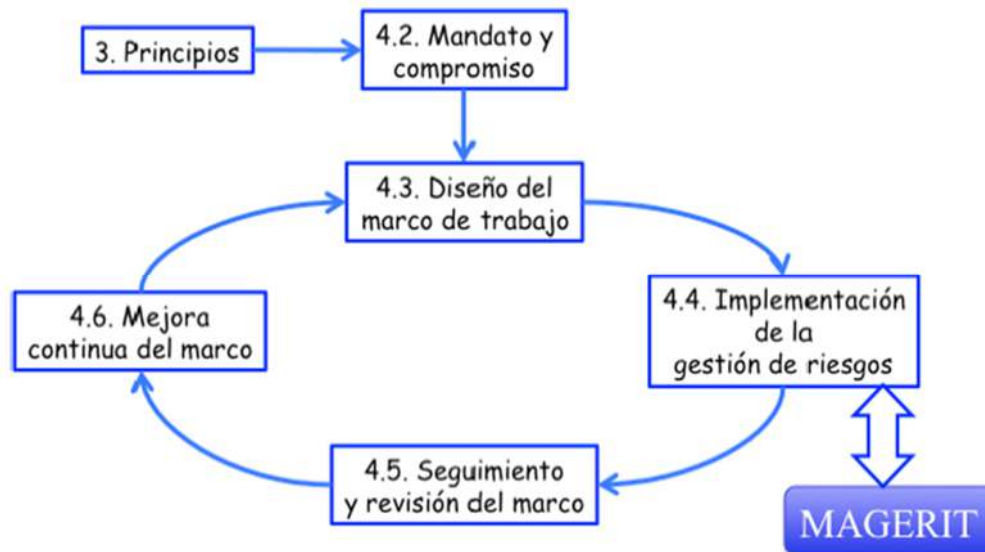 3. Principios
4.2. Mandato y
compromiso
4.3. Diseño del
marco de trabajo
4.4. Implementación
de la
gestión de riesgos
4.6. Mejora
continua del marco
4.5. Seguimiento
y revisión del marco
MAGERIT